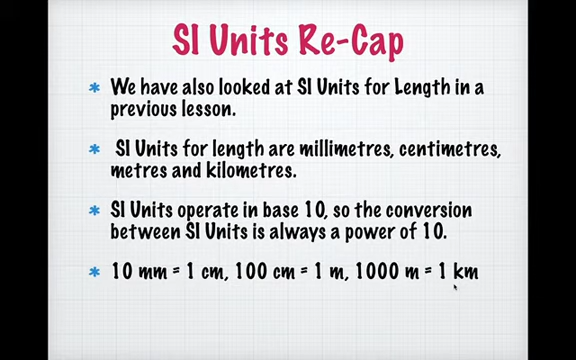 SI Units Re-Cap
* We have also looked at SI Units for Length in a
previous lesson.
* SI Units for length are millimetres, centimetres,
metres and kilometres.
* SI Units operate in base 10, so the conversion
between SI Units is always a power of 10.
* 10 mm = 1 cm, 100 cm = 1 m, 1000 m = 1 km